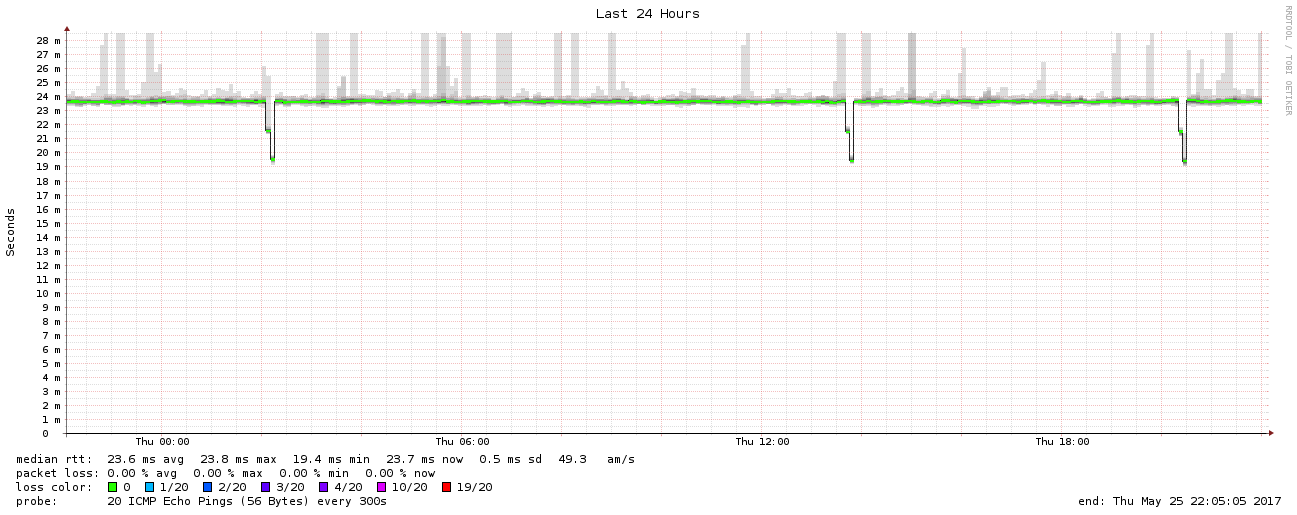 Last 24 Hours
RRDTOOL / TOBI OETIKER
Seconds
28 m
27 m
26 m
25 m
24 m
23 m
22 m
21 m
20 m
19 m
18 m
17 m
16 m
15 m
14 m
13 m
12 m
11 m
10 m
9 m
8 m
7 m
6 m
5 m
4 m
3 m
2 m
1 m
0
Thu 00:00 Thu 06:00 Thu 12:00 Thu 18:00
median rtt: 23.6 ms avg 23.8 ms max 19.4 ms min 23.7 ms now 0.5 ms sd 49.3 am/s
packet loss: 0.00 % avg 0.00 % max 0.00 % min 0.00 % now
loss color: 0 1/20 2/20 3/20 4/20 10/20 19/20
probe: 20 ICMP Echo Pings (56 Bytes) every 300s end: Thu May 25 22:05:05 2017